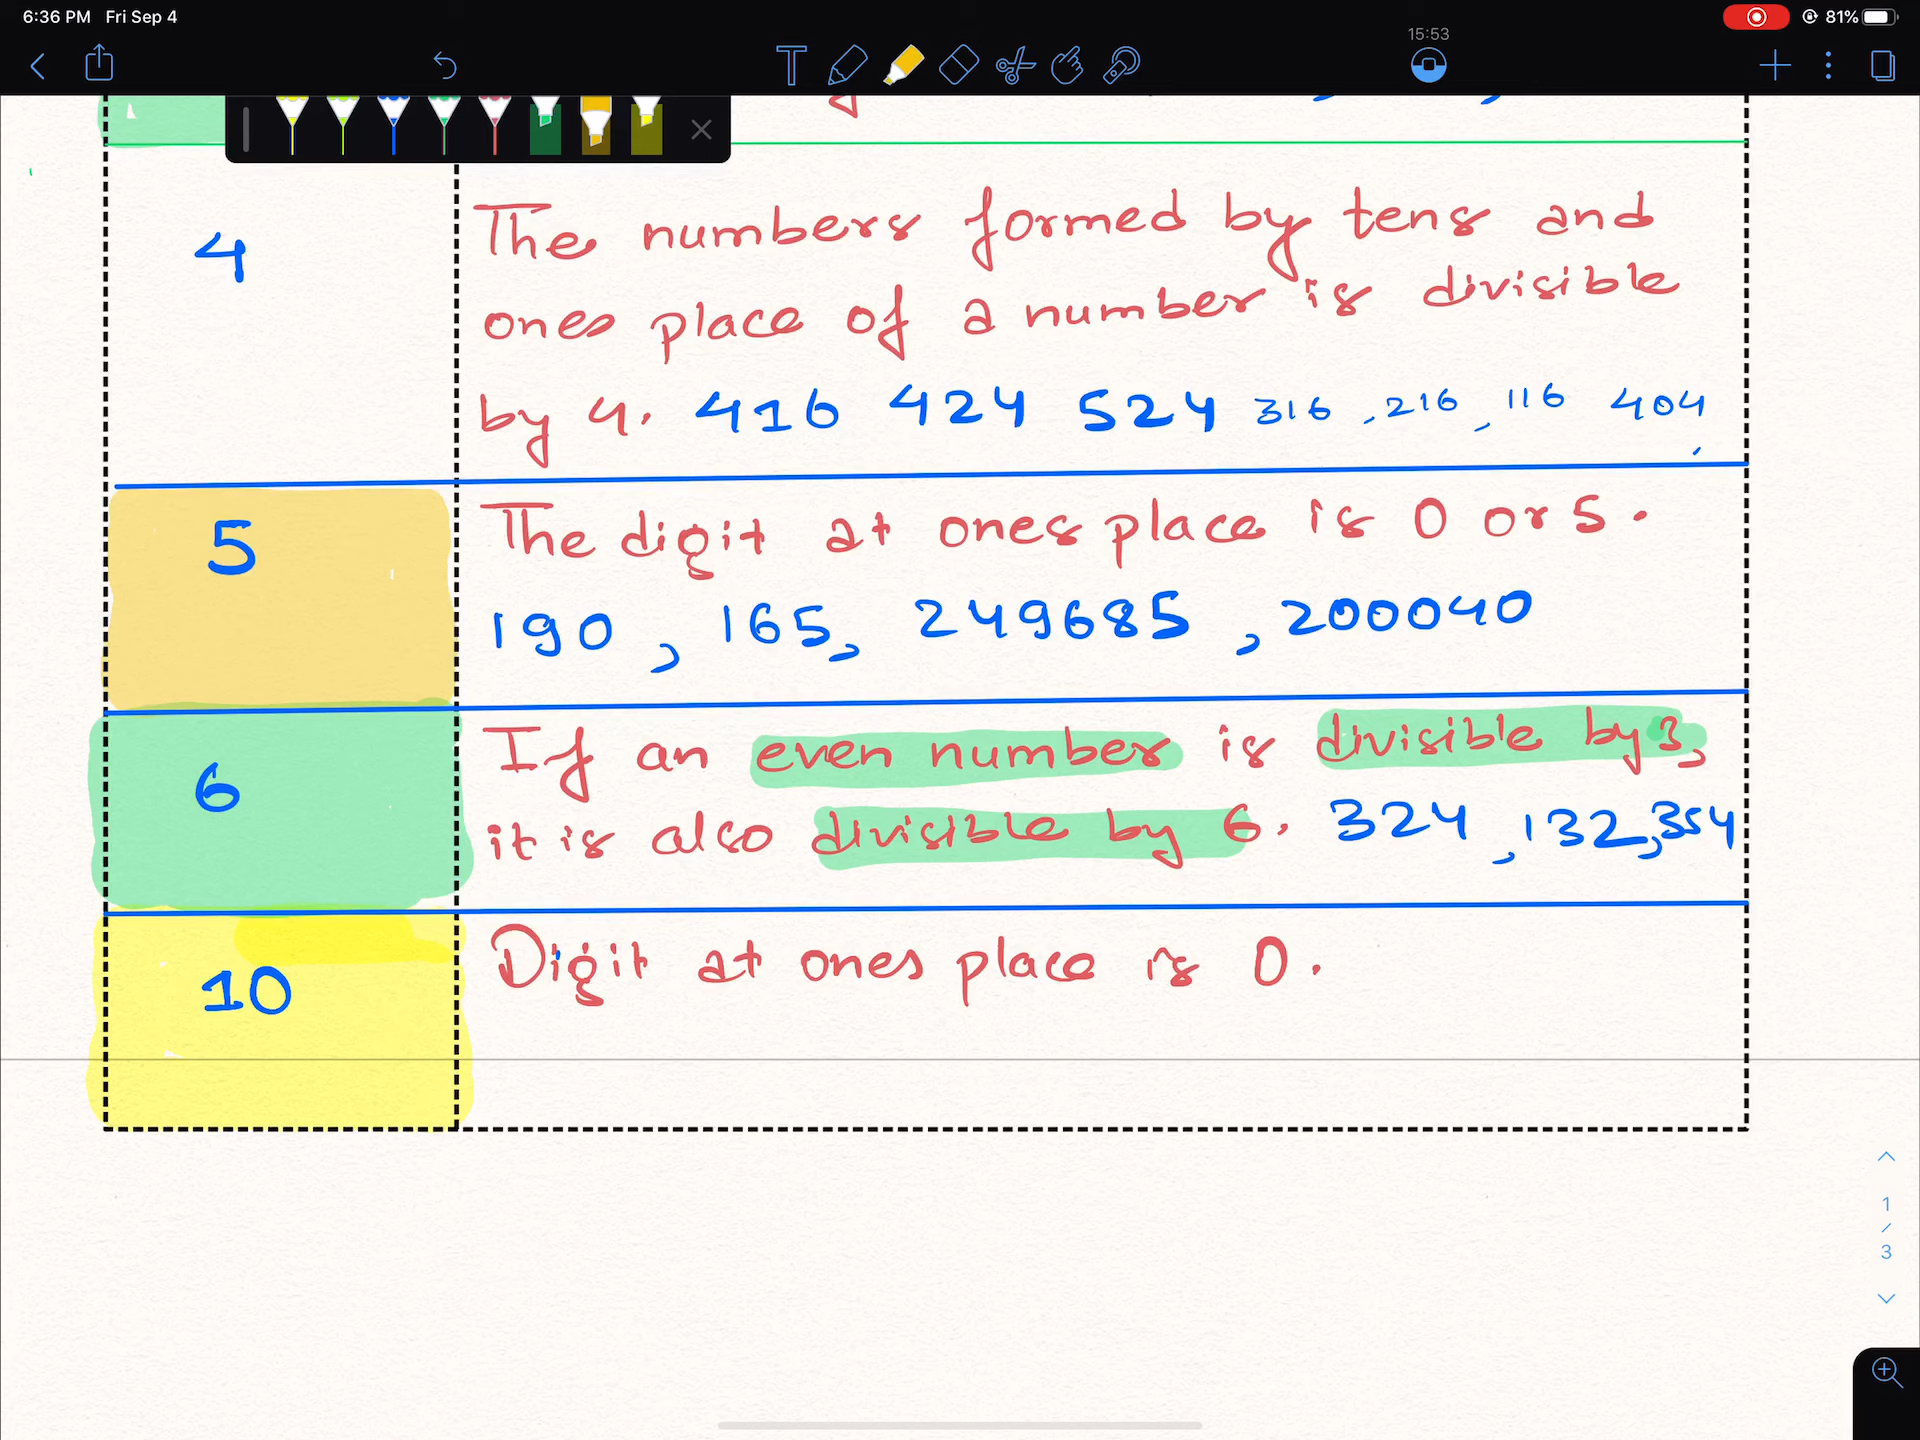 6:36 PM Fri Sep 4
81%
15:53
4
The numbers formed by tens and
ones place of a number is divisible
by 4. 416 424 524 316 , 216 , 116 404 ,
5
The digit at ones place is 0 or 5.
190 , 165, 249685 , 200040
6
If an even number is divisible by 3,
it is also divisible by 6. 324 , 132, 354
10
Digit at ones place is 0.
1
/
3